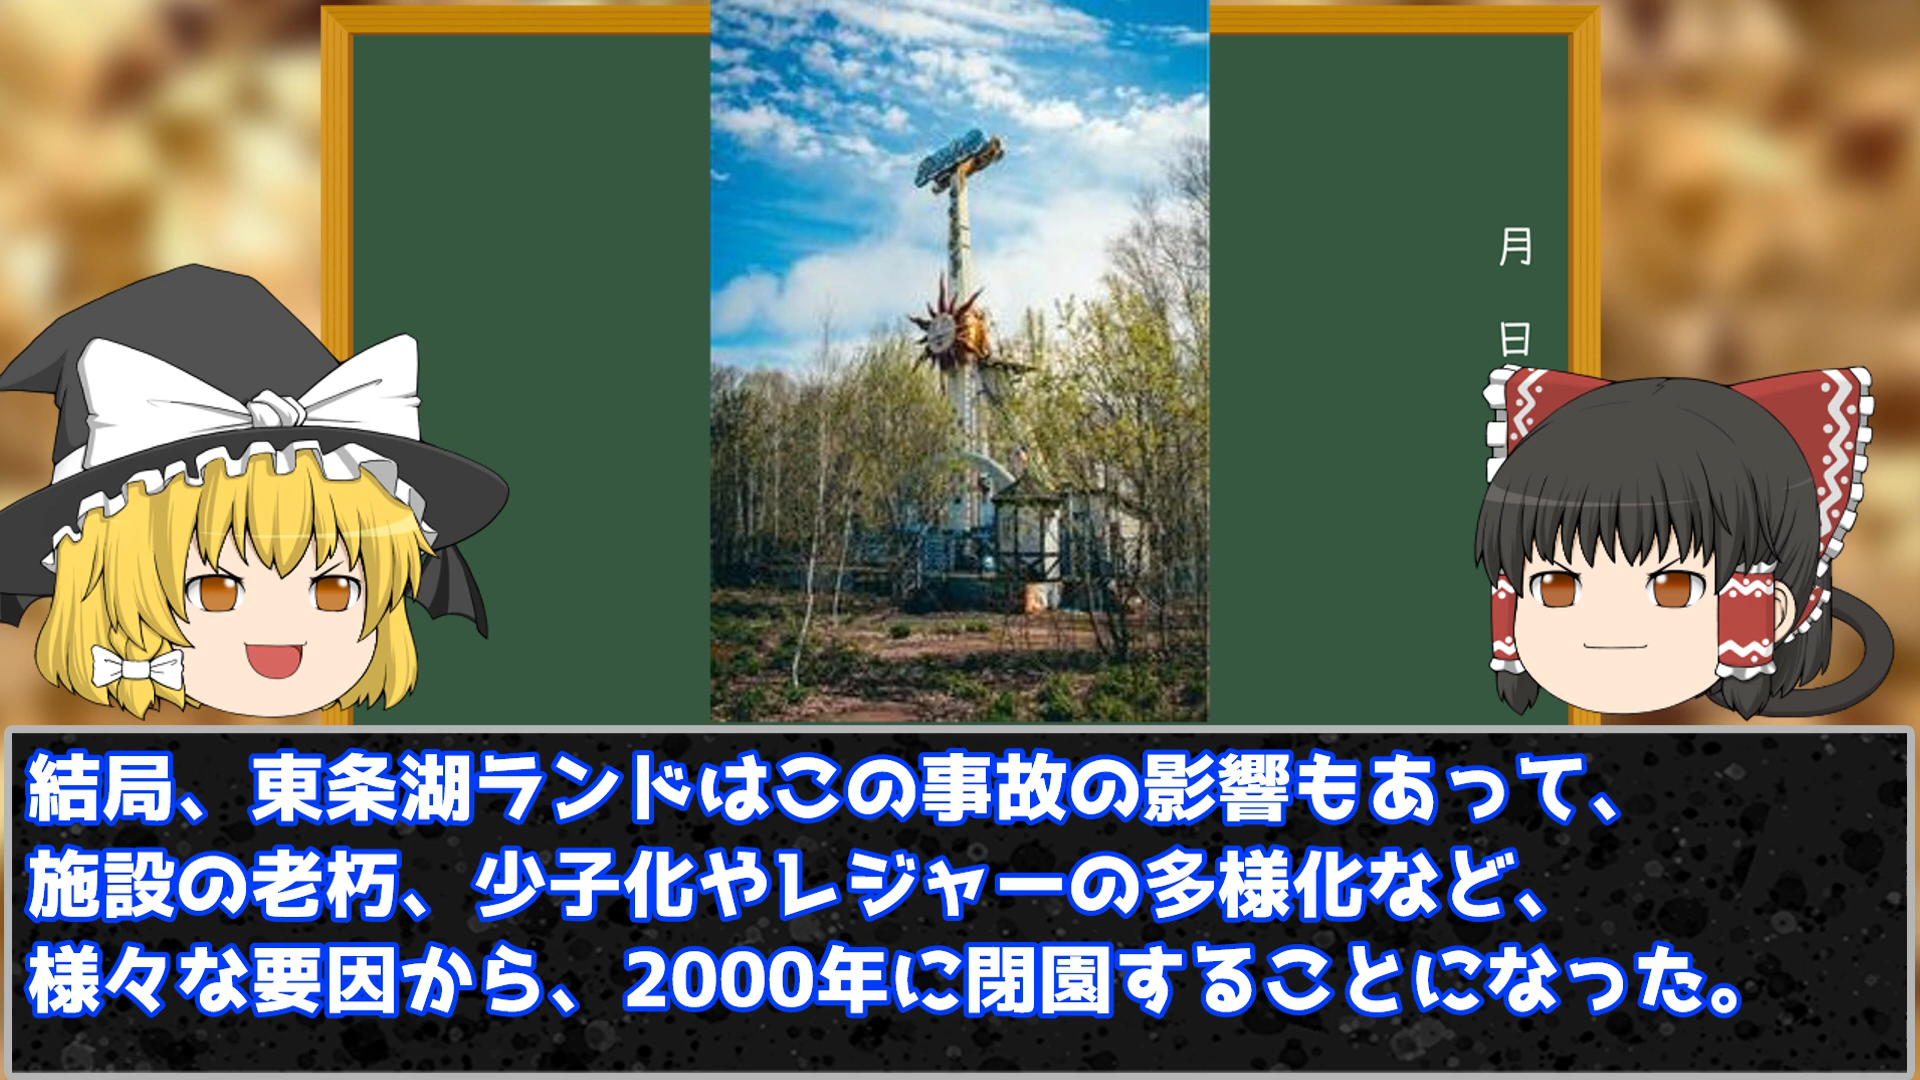 月
日
結局、東条湖ランドはこの事故の影響もあって、
施設の老朽、少子化やレジャーの多様化など、
様々な要因から、2000年に閉園することになった。